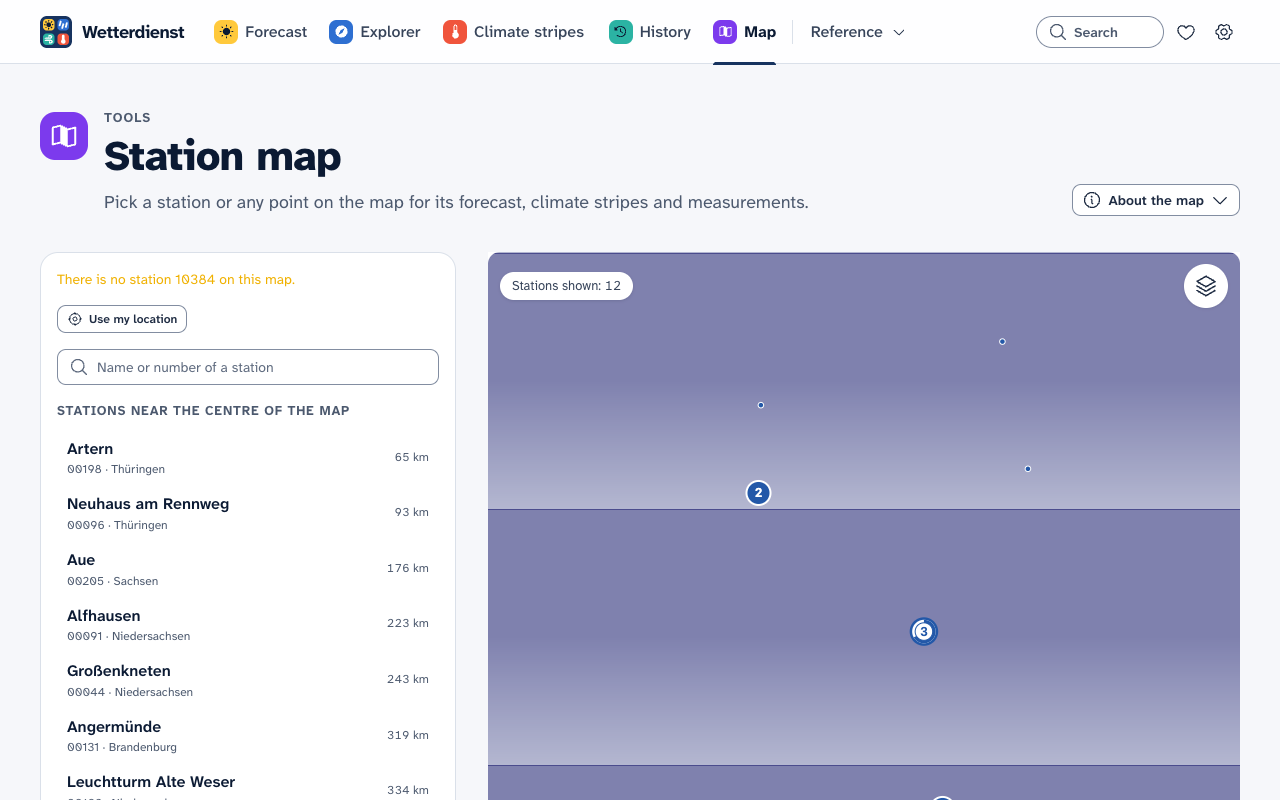 Wetterdienst
Forecast
Explorer
Climate stripes
History
Map
Reference
Search
TOOLS
Station map
Pick a station or any point on the map for its forecast, climate stripes and measurements.
About the map
There is no station 10384 on this map.
Use my location
Name or number of a station
STATIONS NEAR THE CENTRE OF THE MAP
Artern
00198 · Thüringen
65 km
Neuhaus am Rennweg
00096 · Thüringen
93 km
Aue
00205 · Sachsen
176 km
Alfhausen
00091 · Niedersachsen
223 km
Großenkneten
00044 · Niedersachsen
243 km
Angermünde
00131 · Brandenburg
319 km
Leuchtturm Alte Weser
334 km
Stations shown: 12
2
3